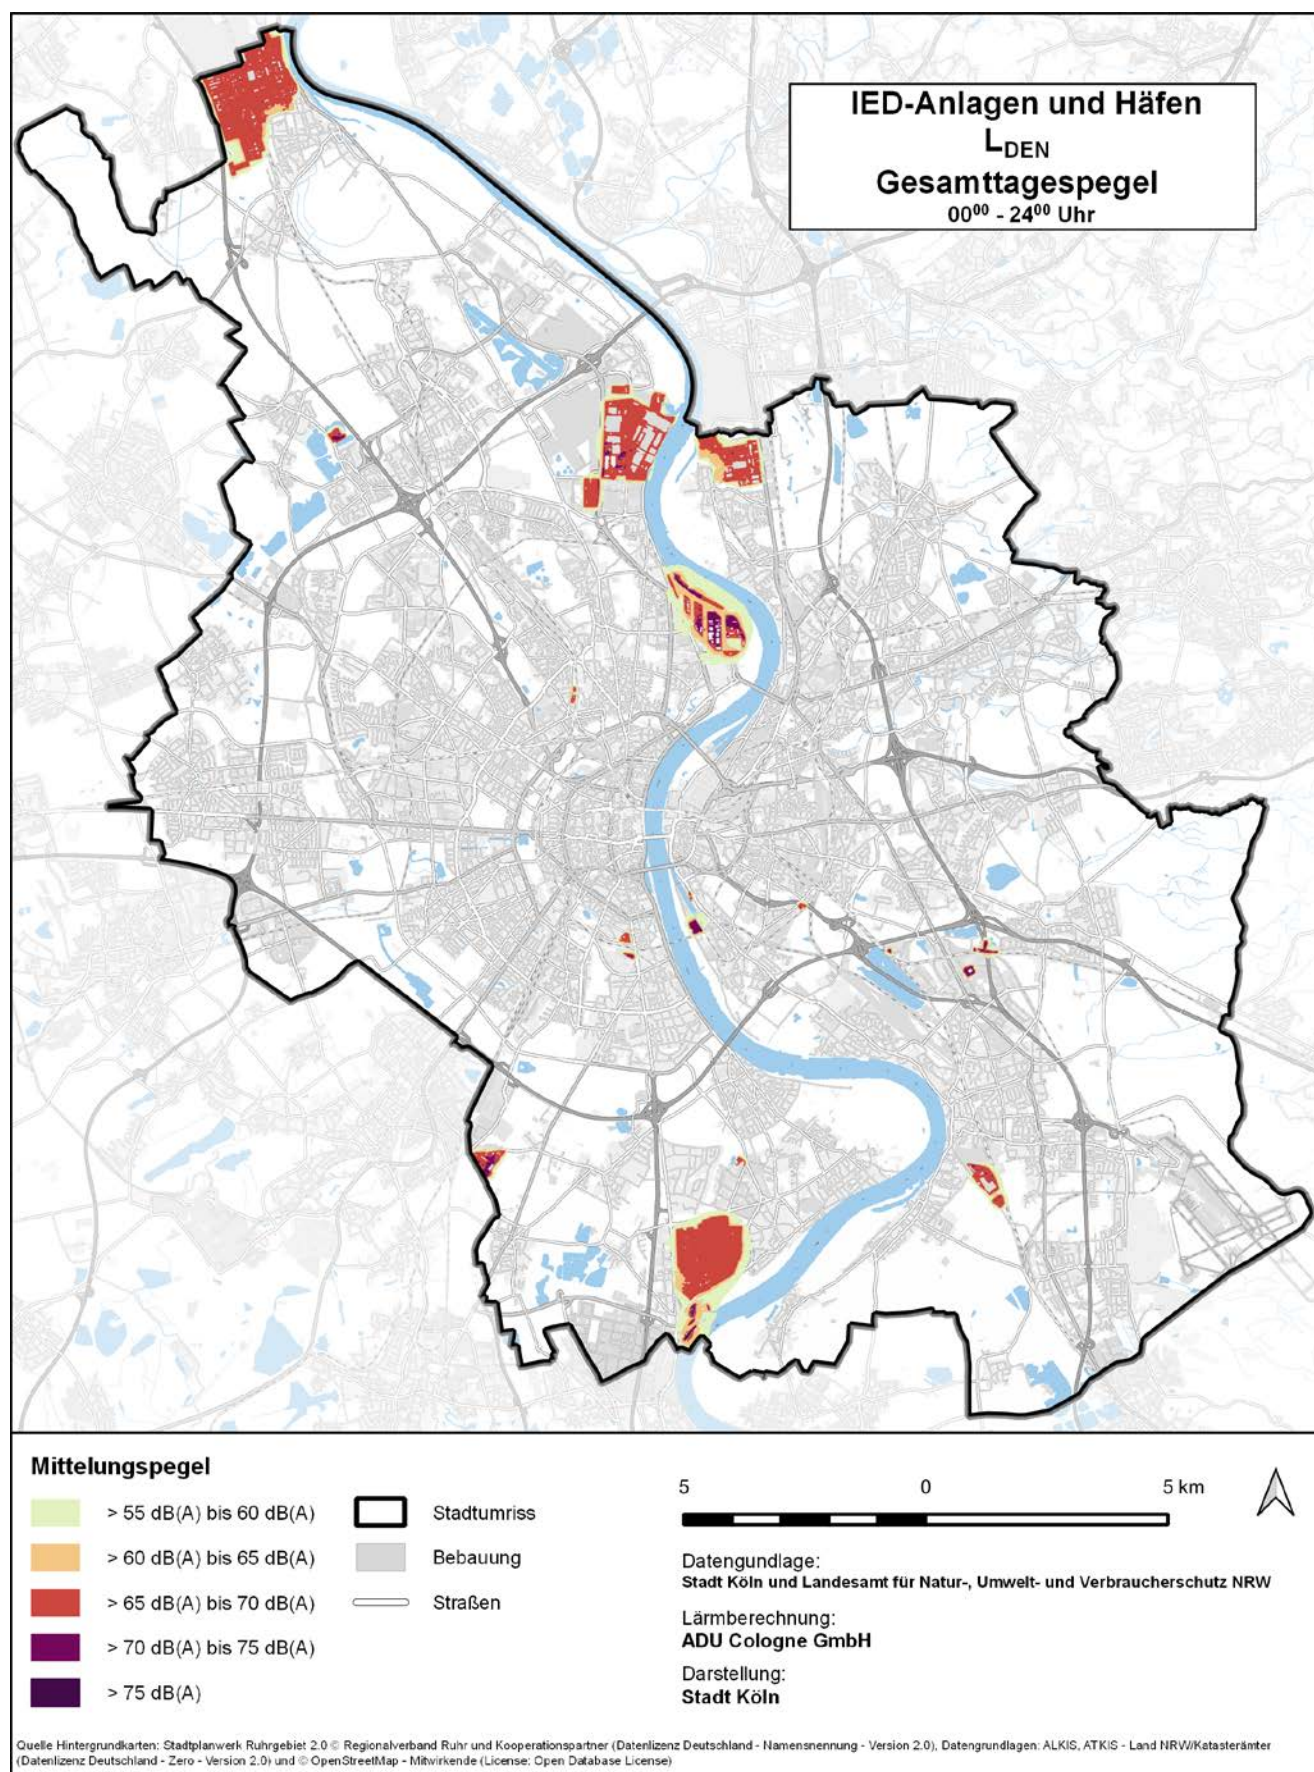 IED-Anlagen und Häfen
LDEN
Gesamttagespegel
00⁰⁰ - 24⁰⁰ Uhr
Mittelungspegel
> 55 dB(A) bis 60 dB(A)
> 60 dB(A) bis 65 dB(A)
> 65 dB(A) bis 70 dB(A)
> 70 dB(A) bis 75 dB(A)
> 75 dB(A)
Stadtumriss
Bebauung
Straßen
5 0 5 km
Datengundlage:
Stadt Köln und Landesamt für Natur-, Umwelt- und Verbraucherschutz NRW
Lärmberechnung:
ADU Cologne GmbH
Darstellung:
Stadt Köln
Quelle Hintergrundkarten: Stadtplanwerk Ruhrgebiet 2.0 © Regionalverband Ruhr und Kooperationspartner (Datenlizenz Deutschland - Namensnennung - Version 2.0), Datengrundlagen: ALKIS, ATKIS - Land NRW/Katasterämter
(Datenlizenz Deutschland - Zero - Version 2.0) und © OpenStreetMap - Mitwirkende (License: Open Database License)